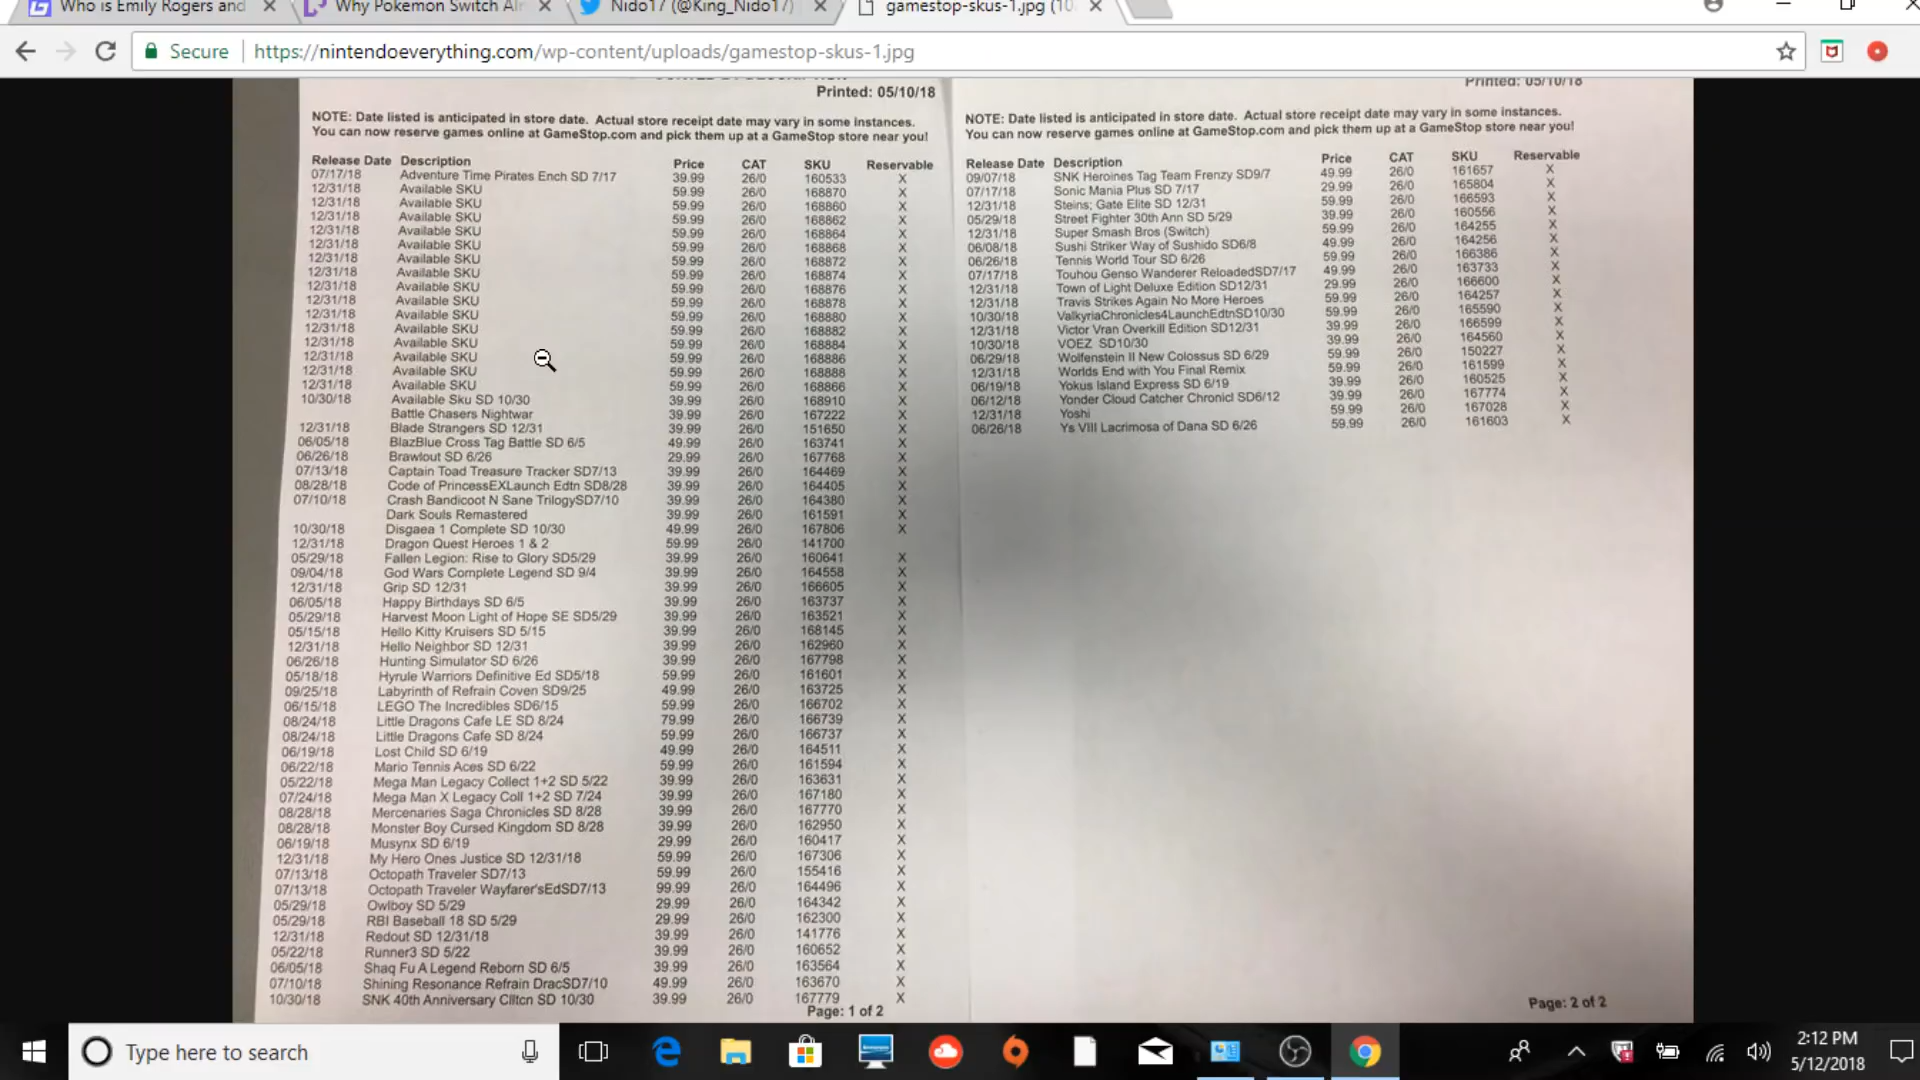 Who is Emily Rogers and
Why Pokemon Switch Alr
Nido17 (@King_Nido17)
gamestop-skus-1.jpg (10
Secure https://nintendoeverything.com/wp-content/uploads/gamestop-skus-1.jpg
Printed: 05/10/18
NOTE: Date listed is anticipated in store date. Actual store receipt date may vary in some instances.
You can now reserve games online at GameStop.com and pick them up at a GameStop store near you!
Release Date Description Price CAT SKU Reservable
07/17/18 Adventure Time Pirates Ench SD 7/17 39.99 26/0 160533 X
12/31/18 Available SKU 59.99 26/0 168870 X
12/31/18 Available SKU 59.99 26/0 168860 X
12/31/18 Available SKU 59.99 26/0 168862 X
12/31/18 Available SKU 59.99 26/0 168864 X
12/31/18 Available SKU 59.99 26/0 168868 X
12/31/18 Available SKU 59.99 26/0 168872 X
12/31/18 Available SKU 59.99 26/0 168874 X
12/31/18 Available SKU 59.99 26/0 168876 X
12/31/18 Available SKU 59.99 26/0 168878 X
12/31/18 Available SKU 59.99 26/0 168880 X
12/31/18 Available SKU 59.99 26/0 168882 X
12/31/18 Available SKU 59.99 26/0 168884 X
12/31/18 Available SKU 59.99 26/0 168886 X
12/31/18 Available SKU 59.99 26/0 168888 X
12/31/18 Available SKU 59.99 26/0 168866 X
10/30/18 Available Sku SD 10/30 39.99 26/0 168910 X
Battle Chasers Nightwar 39.99 26/0 167222 X
12/31/18 Blade Strangers SD 12/31 39.99 26/0 151650 X
06/05/18 BlazBlue Cross Tag Battle SD 6/5 49.99 26/0 163741 X
06/26/18 Brawlout SD 6/26 29.99 26/0 167768 X
07/13/18 Captain Toad Treasure Tracker SD7/13 39.99 26/0 164469 X
08/28/18 Code of PrincessEXLaunch Edtn SD8/28 39.99 26/0 164405 X
07/10/18 Crash Bandicoot N Sane TrilogySD7/10 39.99 26/0 164380 X
Dark Souls Remastered 39.99 26/0 161591 X
10/30/18 Disgaea 1 Complete SD 10/30 49.99 26/0 167806 X
12/31/18 Dragon Quest Heroes 1 & 2 59.99 26/0 141700
05/29/18 Fallen Legion: Rise to Glory SD5/29 39.99 26/0 160641 X
09/04/18 God Wars Complete Legend SD 9/4 39.99 26/0 164558 X
12/31/18 Grip SD 12/31 39.99 26/0 166605 X
06/05/18 Happy Birthdays SD 6/5 39.99 26/0 163737 X
05/29/18 Harvest Moon Light of Hope SE SD5/29 39.99 26/0 163521 X
05/15/18 Hello Kitty Kruisers SD 5/15 39.99 26/0 168145 X
12/31/18 Hello Neighbor SD 12/31 39.99 26/0 162960 X
06/26/18 Hunting Simulator SD 6/26 39.99 26/0 167798 X
05/18/18 Hyrule Warriors Definitive Ed SD5/18 59.99 26/0 161601 X
09/25/18 Labyrinth of Refrain Coven SD9/25 49.99 26/0 163725 X
06/15/18 LEGO The Incredibles SD6/15 59.99 26/0 166702 X
08/24/18 Little Dragons Cafe LE SD 8/24 79.99 26/0 166739 X
08/24/18 Little Dragons Cafe SD 8/24 59.99 26/0 166737 X
06/19/18 Lost Child SD 6/19 49.99 26/0 164511 X
06/22/18 Mario Tennis Aces SD 6/22 59.99 26/0 161594 X
05/22/18 Mega Man Legacy Collect 1+2 SD 5/22 39.99 26/0 163631 X
07/24/18 Mega Man X Legacy Coll 1+2 SD 7/24 39.99 26/0 167180 X
08/28/18 Mercenaries Saga Chronicles SD 8/28 39.99 26/0 167770 X
08/28/18 Monster Boy Cursed Kingdom SD 8/28 39.99 26/0 162950 X
06/19/18 Musynx SD 6/19 29.99 26/0 160417 X
12/31/18 My Hero Ones Justice SD 12/31/18 59.99 26/0 167306 X
07/13/18 Octopath Traveler SD7/13 59.99 26/0 155416 X
07/13/18 Octopath Traveler Wayfarer'sEdSD7/13 99.99 26/0 164496 X
05/29/18 Owlboy SD 5/29 29.99 26/0 164342 X
05/29/18 RBI Baseball 18 SD 5/29 29.99 26/0 162300 X
12/31/18 Redout SD 12/31/18 39.99 26/0 141776 X
05/22/18 Runner3 SD 5/22 39.99 26/0 160652 X
06/05/18 Shaq Fu A Legend Reborn SD 6/5 39.99 26/0 163564 X
07/10/18 Shining Resonance Refrain DracSD7/10 49.99 26/0 163670 X
10/30/18 SNK 40th Anniversary Clltcn SD 10/30 39.99 26/0 167779 X
Page: 1 of 2
Printed: 05/10/18
NOTE: Date listed is anticipated in store date. Actual store receipt date may vary in some instances.
You can now reserve games online at GameStop.com and pick them up at a GameStop store near you!
Release Date Description Price CAT SKU Reservable
09/07/18 SNK Heroines Tag Team Frenzy SD9/7 49.99 26/0 161657 X
07/17/18 Sonic Mania Plus SD 7/17 29.99 26/0 165804 X
12/31/18 Steins; Gate Elite SD 12/31 59.99 26/0 166593 X
05/29/18 Street Fighter 30th Ann SD 5/29 39.99 26/0 160556 X
12/31/18 Super Smash Bros (Switch) 59.99 26/0 164255 X
06/08/18 Sushi Striker Way of Sushido SD6/8 49.99 26/0 164256 X
06/26/18 Tennis World Tour SD 6/26 59.99 26/0 166386 X
07/17/18 Touhou Genso Wanderer ReloadedSD7/17 49.99 26/0 163733 X
12/31/18 Town of Light Deluxe Edition SD12/31 29.99 26/0 166600 X
12/31/18 Travis Strikes Again No More Heroes 59.99 26/0 164257 X
10/30/18 ValkyriaChronicles4LaunchEdtnSD10/30 59.99 26/0 165590 X
12/31/18 Victor Vran Overkill Edition SD12/31 39.99 26/0 166599 X
10/30/18 VOEZ SD10/30 39.99 26/0 164560 X
06/29/18 Wolfenstein II New Colossus SD 6/29 59.99 26/0 150227 X
12/31/18 Worlds End with You Final Remix 59.99 26/0 161599 X
06/19/18 Yokus Island Express SD 6/19 39.99 26/0 160525 X
06/12/18 Yonder Cloud Catcher Chronicl SD6/12 39.99 26/0 167774 X
12/31/18 Yoshi 59.99 26/0 167028 X
06/26/18 Ys VIII Lacrimosa of Dana SD 6/26 59.99 26/0 161603 X
Page: 2 of 2
Type here to search
2:12 PM
5/12/2018